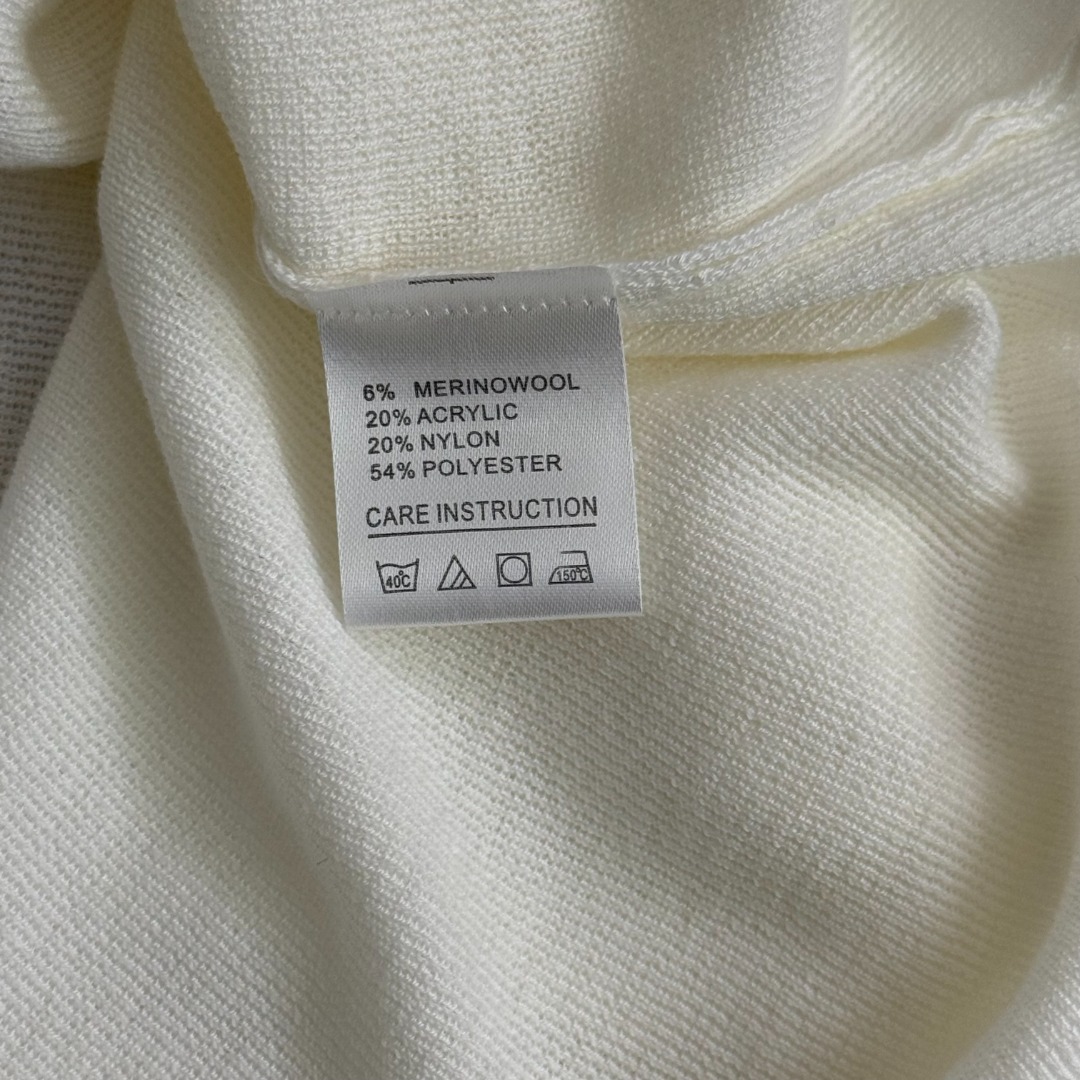 6% MERINOWOOL
20% ACRYLIC
20% NYLON
54% POLYESTER
CARE INSTRUCTION
40℃ 150℃